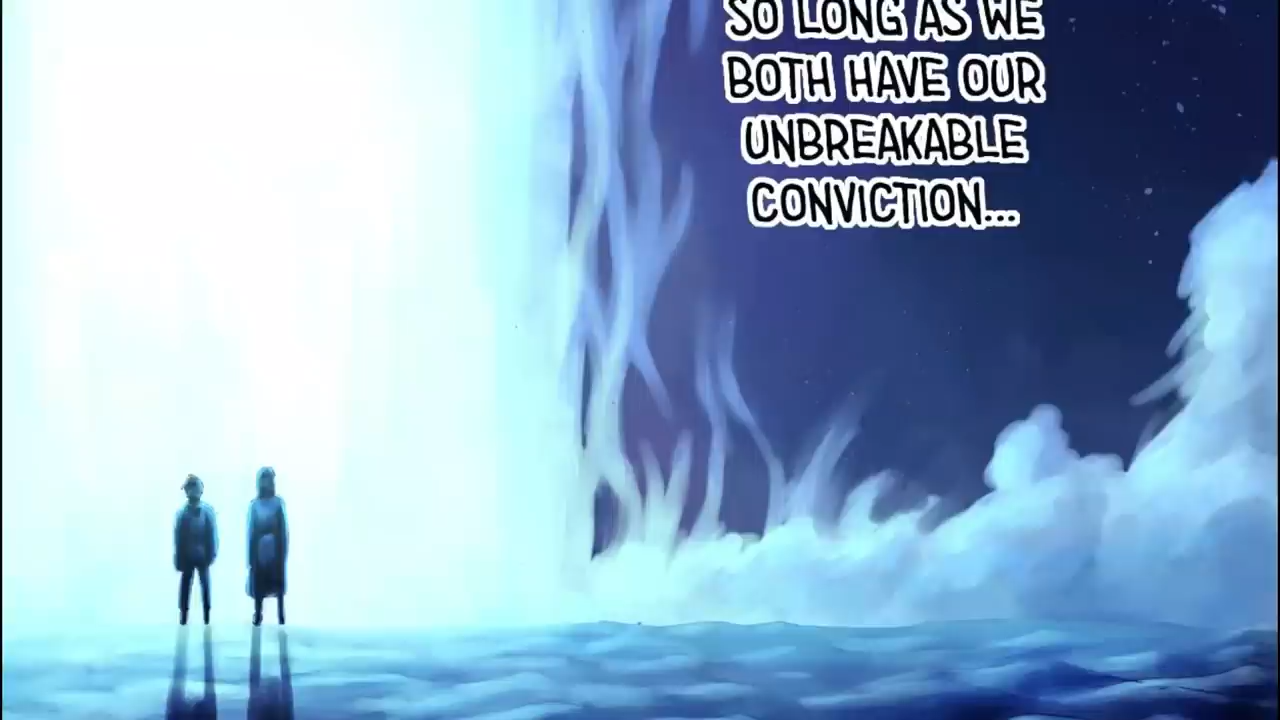 SO LONG AS WE
BOTH HAVE OUR
UNBREAKABLE
CONVICTION...